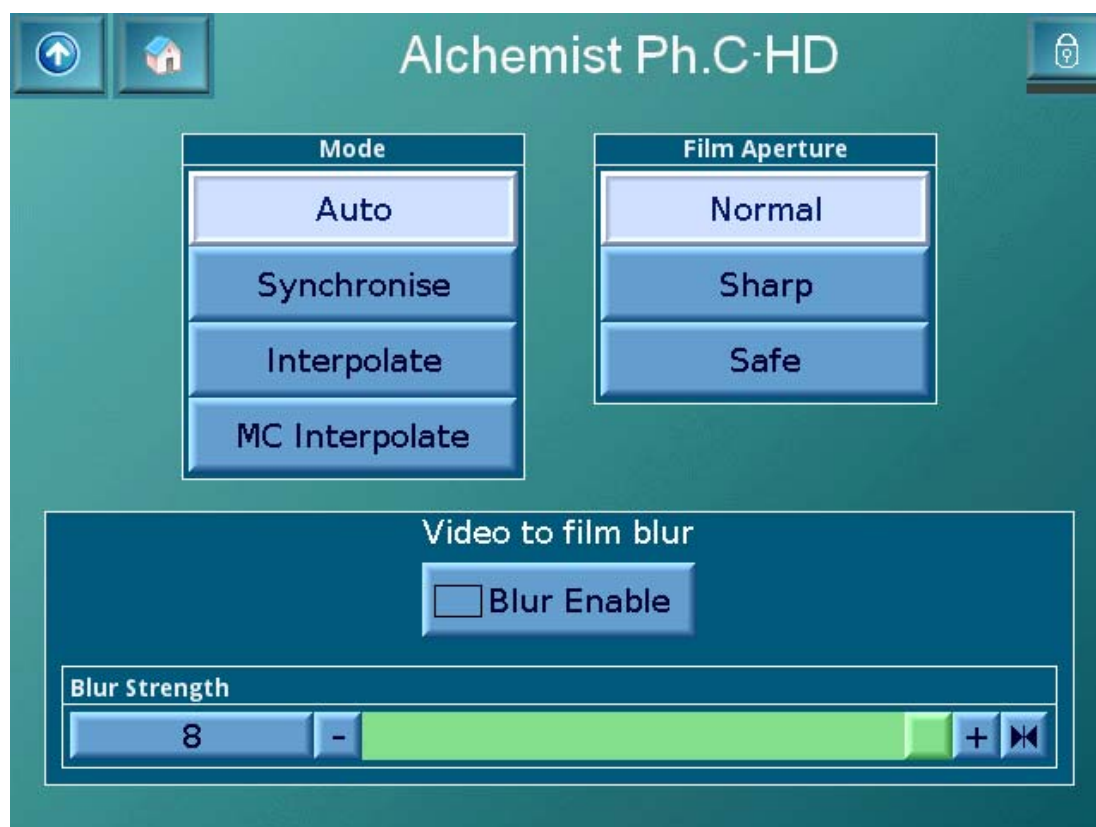 Alchemist Ph.C-HD
Mode
Auto
Synchronise
Interpolate
MC Interpolate
Film Aperture
Normal
Sharp
Safe
Video to film blur
Blur Enable
Blur Strength
8
-
+